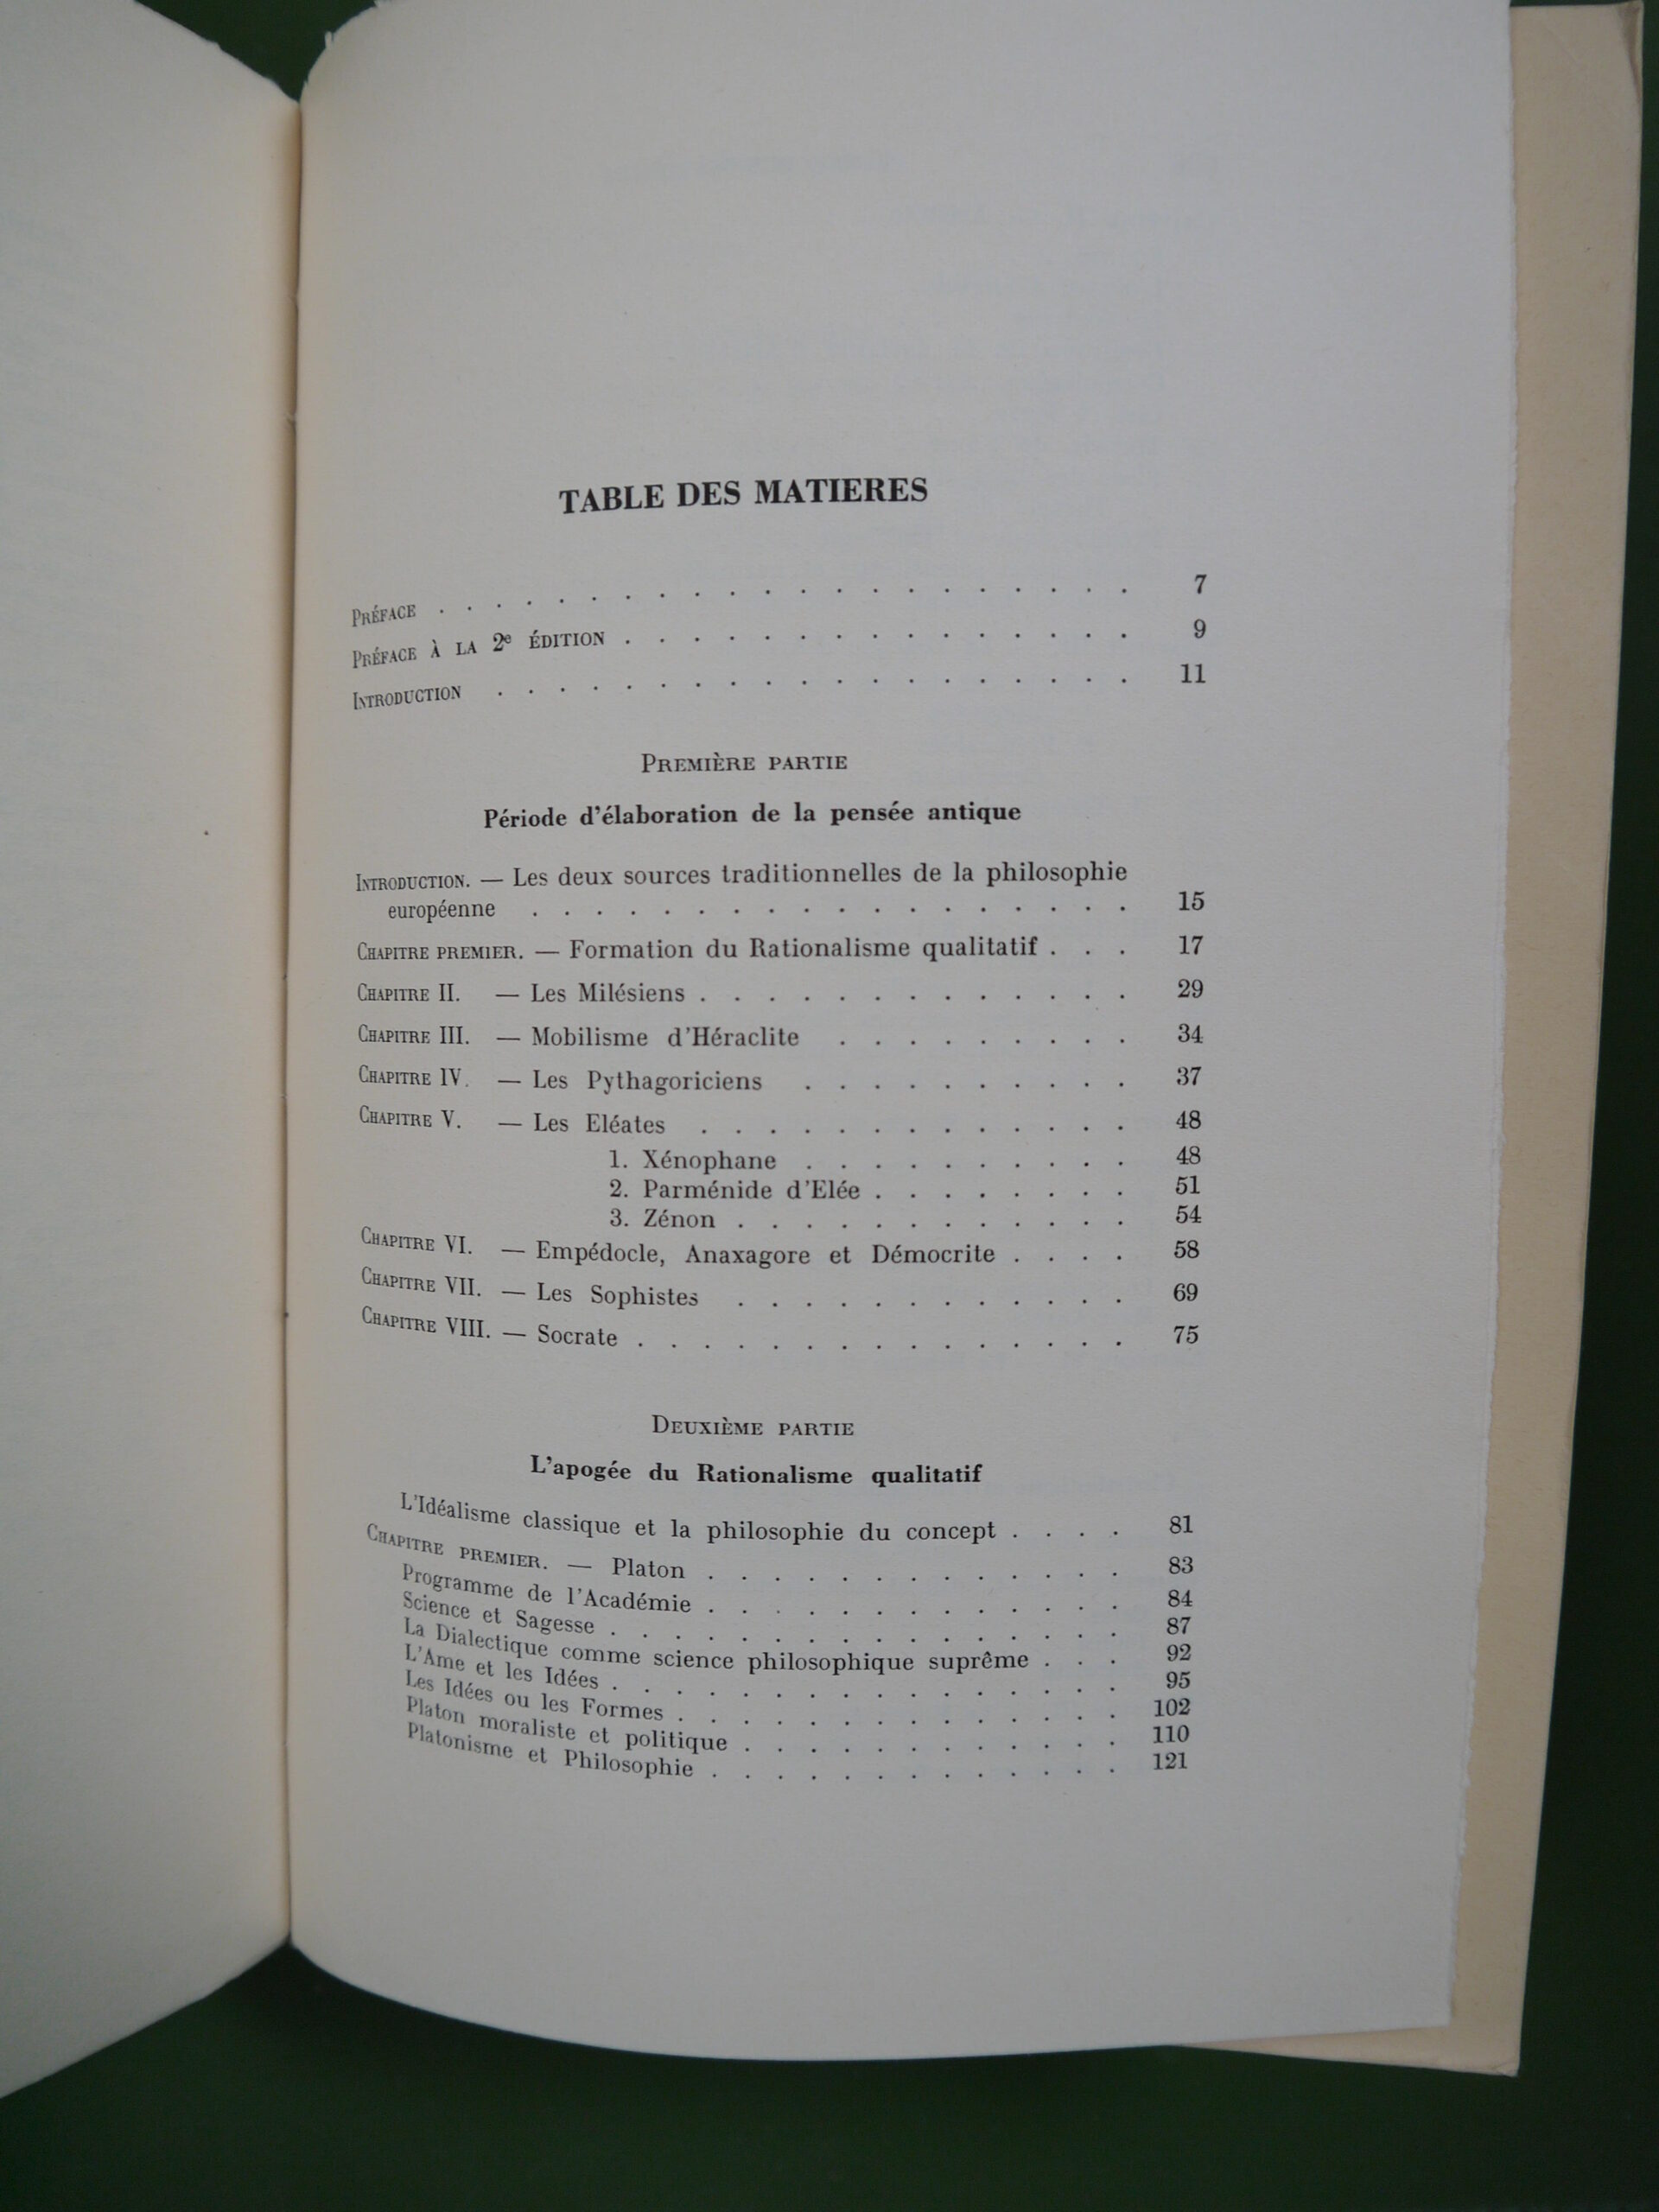 TABLE DES MATIERES
PRÉFACE . . . . . . . . . . . . . . . . . . . . 7
PRÉFACE À LA 2e ÉDITION . . . . . . . . . . . . . . . 9
INTRODUCTION . . . . . . . . . . . . . . . . . . . 11
PREMIÈRE PARTIE
Période d'élaboration de la pensée antique
INTRODUCTION. — Les deux sources traditionnelles de la philosophie
européenne . . . . . . . . . . . . . . . . . . 15
CHAPITRE PREMIER. — Formation du Rationalisme qualitatif . . . 17
CHAPITRE II. — Les Milésiens . . . . . . . . . . . . . 29
CHAPITRE III. — Mobilisme d'Héraclite . . . . . . . . . 34
CHAPITRE IV. — Les Pythagoriciens . . . . . . . . . . 37
CHAPITRE V. — Les Eléates . . . . . . . . . . . . . 48
1. Xénophane . . . . . . . . . . 48
2. Parménide d'Elée . . . . . . . . 51
3. Zénon . . . . . . . . . . . . 54
CHAPITRE VI. — Empédocle, Anaxagore et Démocrite . . . . 58
CHAPITRE VII. — Les Sophistes . . . . . . . . . . . . 69
CHAPITRE VIII. — Socrate . . . . . . . . . . . . . . . 75
DEUXIÈME PARTIE
L'apogée du Rationalisme qualitatif
L'Idéalisme classique et la philosophie du concept . . . . 81
CHAPITRE PREMIER. — Platon . . . . . . . . . . . . . 83
Programme de l'Académie . . . . . . . . . . . . . 84
Science et Sagesse . . . . . . . . . . . . . . . . 87
La Dialectique comme science philosophique suprême . . . 92
L'Ame et les Idées . . . . . . . . . . . . . . . . 95
Les Idées ou les Formes . . . . . . . . . . . . . . 102
Platon moraliste et politique . . . . . . . . . . . . 110
Platonisme et Philosophie . . . . . . . . . . . . . 121